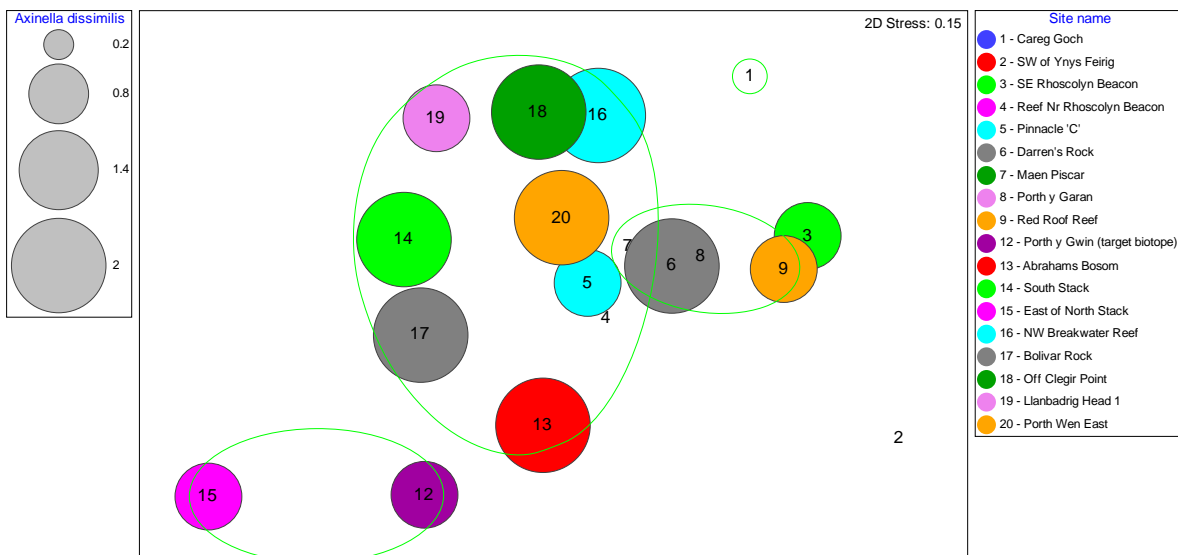 Axinella dissimilis
0.2
0.8
1.4
2
2D Stress: 0.15
1
19
18
16
20
14
7
3
6
8
9
5
4
17
13
2
15
12
Site name
1 - Careg Goch
2 - SW of Ynys Feirig
3 - SE Rhoscolyn Beacon
4 - Reef Nr Rhoscolyn Beacon
5 - Pinnacle 'C'
6 - Darren's Rock
7 - Maen Piscar
8 - Porth y Garan
9 - Red Roof Reef
12 - Porth y Gwin (target biotope)
13 - Abrahams Bosom
14 - South Stack
15 - East of North Stack
16 - NW Breakwater Reef
17 - Bolivar Rock
18 - Off Clegir Point
19 - Llanbadrig Head 1
20 - Porth Wen East